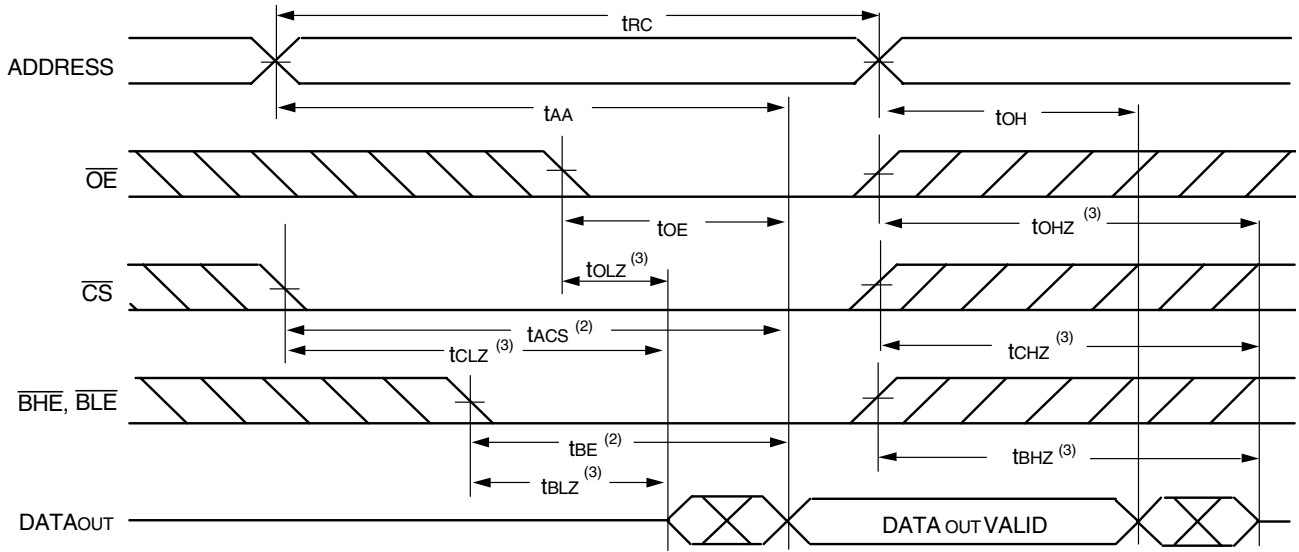 tRC
ADDRESS
tAA
tOH
OE
tOE
tOHZ (3)
tOLZ (3)
CS
tACS (2)
tCLZ (3)
tCHZ (3)
BHE, BLE
tBE (2)
tBHZ (3)
tBLZ (3)
DATAOUT
DATA OUT VALID